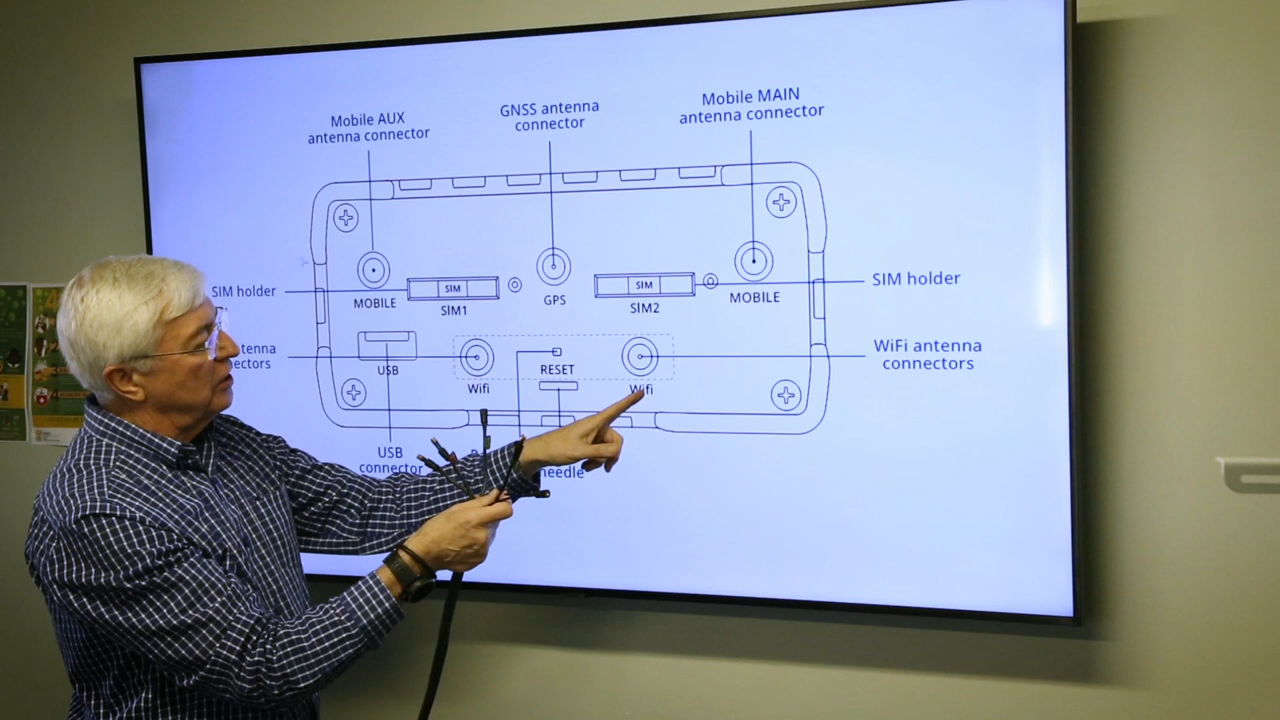 Mobile AUX
antenna connector
GNSS antenna
connector
Mobile MAIN
antenna connector
SIM holder
MOBILE
SIM
SIM1
GPS
SIM
SIM2
MOBILE
SIM holder
USB
Wifi
RESET
Wifi
WiFi antenna
connectors
USB
connector
needle